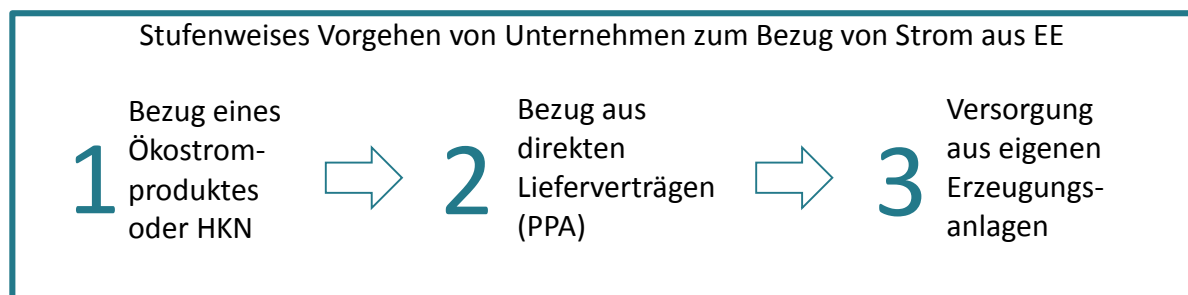 Stufenweises Vorgehen von Unternehmen zum Bezug von Strom aus EE
1
Bezug eines
Ökostrom-
produktes
oder HKN
2
Bezug aus
direkten
Lieferverträgen
(PPA)
3
Versorgung
aus eigenen
Erzeugungs-
anlagen